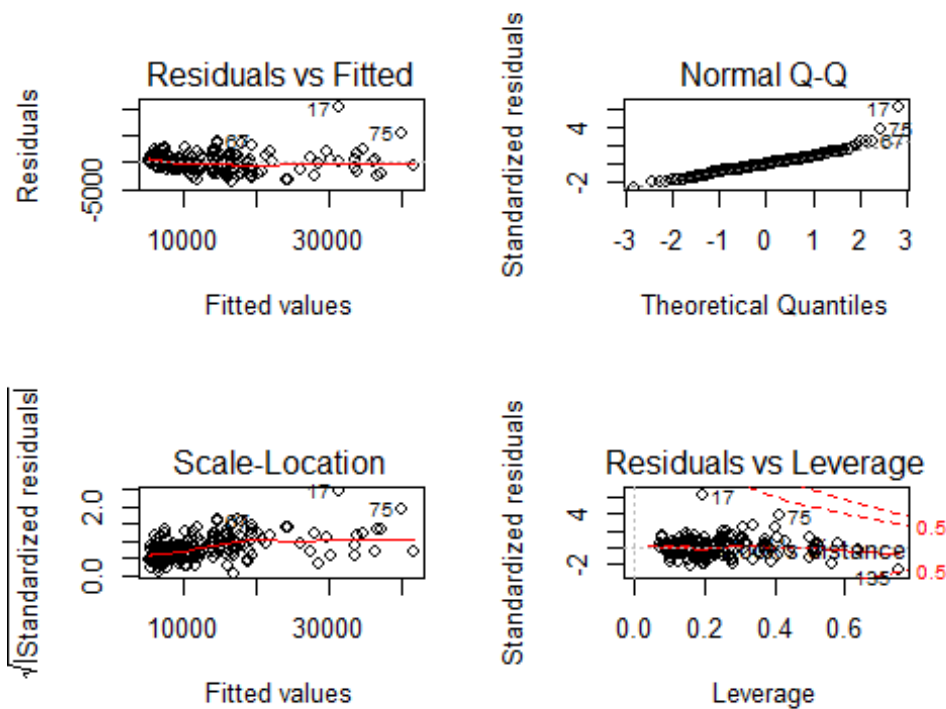 Residuals vs Fitted
Residuals
-5000
17
67
75
10000
30000
Fitted values
Normal Q-Q
Standardized residuals
-2
4
17
75
67
-3
-2
-1
0
1
2
3
Theoretical Quantiles
Scale-Location
√|Standardized residuals|
0.0
2.0
17
67
75
10000
30000
Fitted values
Residuals vs Leverage
Standardized residuals
-2
4
17
75
distance
135
0.5
0.5
0.0
0.2
0.4
0.6
Leverage